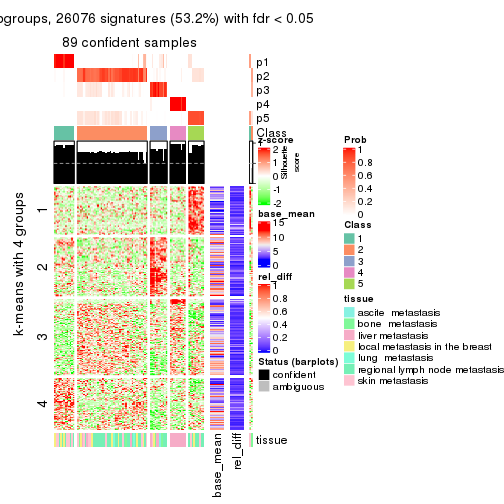 ogroups, 26076 signatures (53.2%) with fdr < 0.05
89 confident samples
p1
p2
p3
p4
p5
Class
z-score
2
1
0
-1
-2
Silhouette
score
base_mean
15
10
5
0
rel_diff
1
0.8
0.6
0.4
0.2
0
Status (barplots)
confident
ambiguous
Prob
1
0.8
0.6
0.4
0.2
0
Class
1
2
3
4
5
tissue
ascite metastasis
bone metastasis
liver metastasis
local metastasis in the breast
lung metastasis
regional lymph node metastasis
skin metastasis
k-means with 4 groups
1
2
3
4
tissue
base_mean
rel_diff